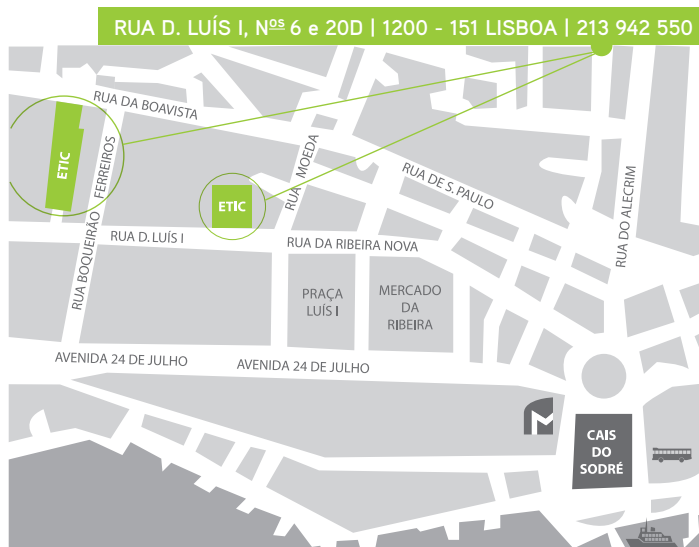 RUA D. LUÍS I, Nºs 6 e 20D | 1200 - 151 LISBOA | 213 942 550
RUA DA BOAVISTA
ETIC
RUA BOQUEIRÃO FERREIROS
RUA MOEDA
RUA DE S. PAULO
RUA DO ALECRIM
ETIC
RUA D. LUÍS I
RUA DA RIBEIRA NOVA
PRAÇA
LUÍS I
MERCADO
DA
RIBEIRA
AVENIDA 24 DE JULHO
AVENIDA 24 DE JULHO
CAIS
DO
SODRÉ